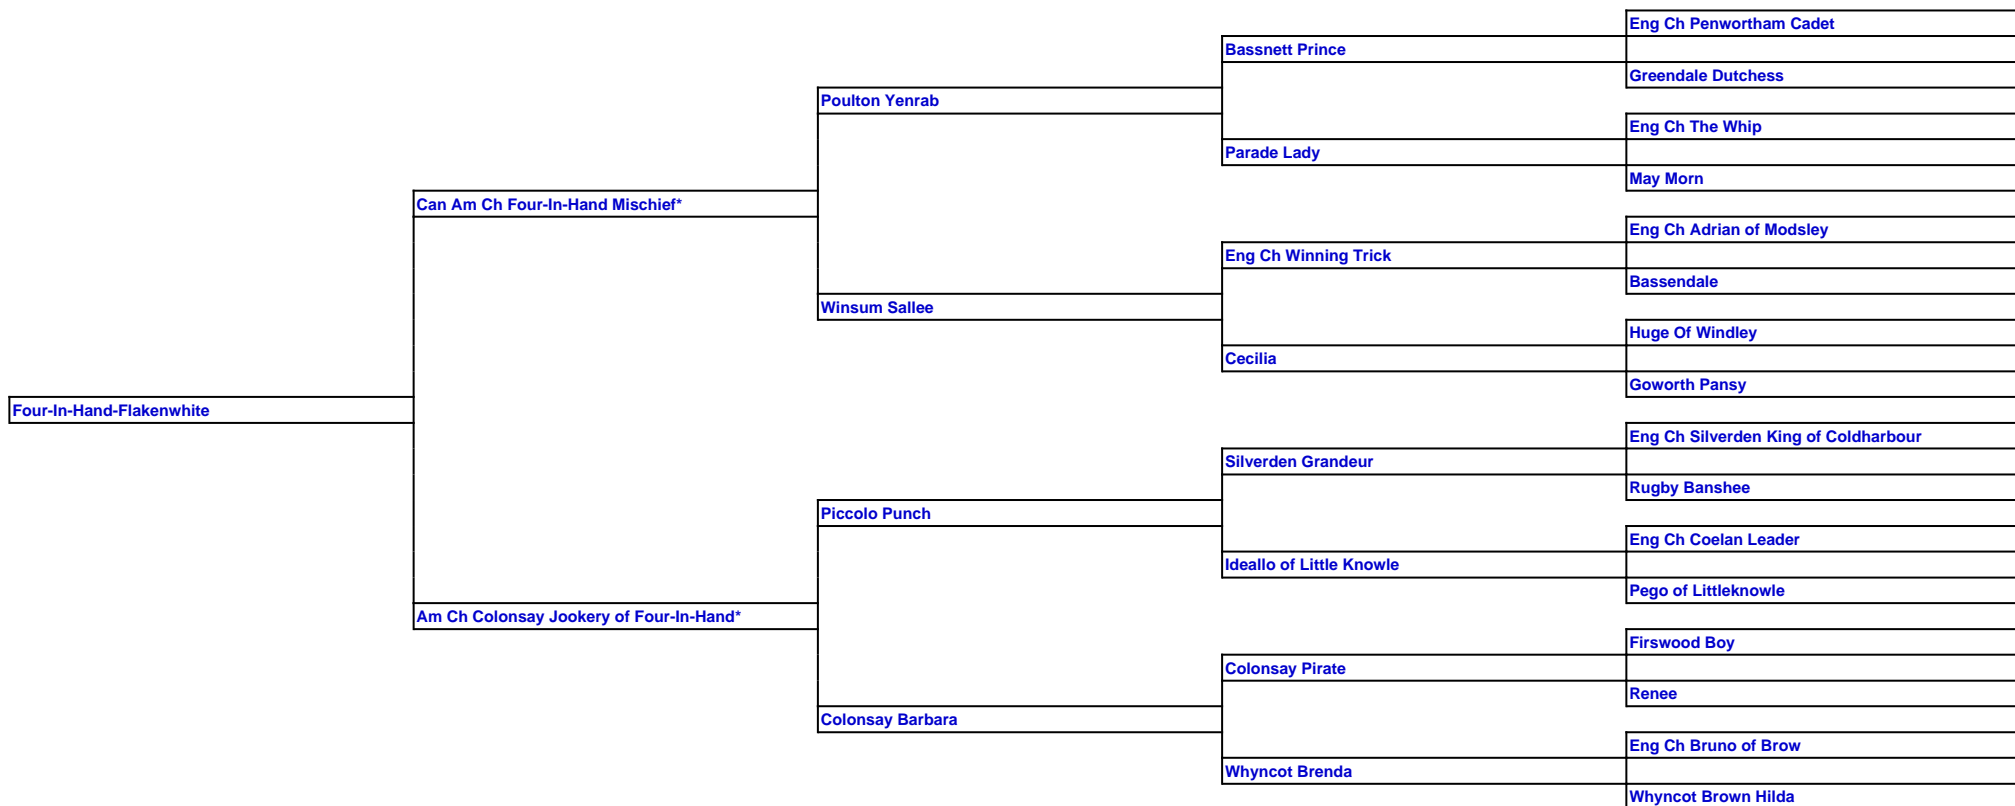 Eng Ch Penwortham Cadet
Bassnett Prince
Greendale Dutchess
Poulton Yenrab
Eng Ch The Whip
Parade Lady
May Morn
Can Am Ch Four-In-Hand Mischief*
Eng Ch Adrian of Modsley
Eng Ch Winning Trick
Bassendale
Winsum Sallee
Huge Of Windley
Cecilia
Goworth Pansy
Four-In-Hand-Flakenwhite
Eng Ch Silverden King of Coldharbour
Silverden Grandeur
Rugby Banshee
Piccolo Punch
Eng Ch Coelan Leader
Ideallo of Little Knowle
Pego of Littleknowle
Am Ch Colonsay Jookery of Four-In-Hand*
Firswood Boy
Colonsay Pirate
Renee
Colonsay Barbara
Eng Ch Bruno of Brow
Whyncot Brenda
Whyncot Brown Hilda